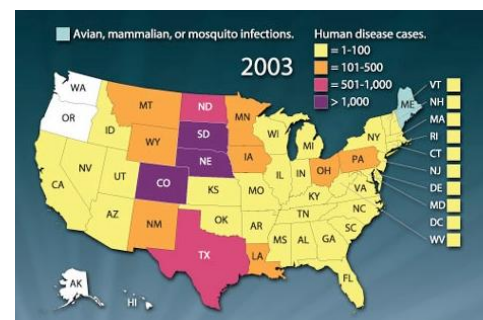 Avian, mammalian, or mosquito infections.
Human disease cases.
= 1-100
= 101-500
= 501-1,000
> 1,000
2003
WA
OR
CA
NV
ID
MT
WY
UT
AZ
CO
NM
ND
SD
NE
KS
OK
TX
MN
IA
MO
AR
LA
WI
IL
MI
IN
OH
KY
TN
MS
AL
GA
FL
SC
NC
VA
PA
NY
ME
VT
NH
MA
RI
CT
NJ
DE
MD
DC
WV
AK
HI